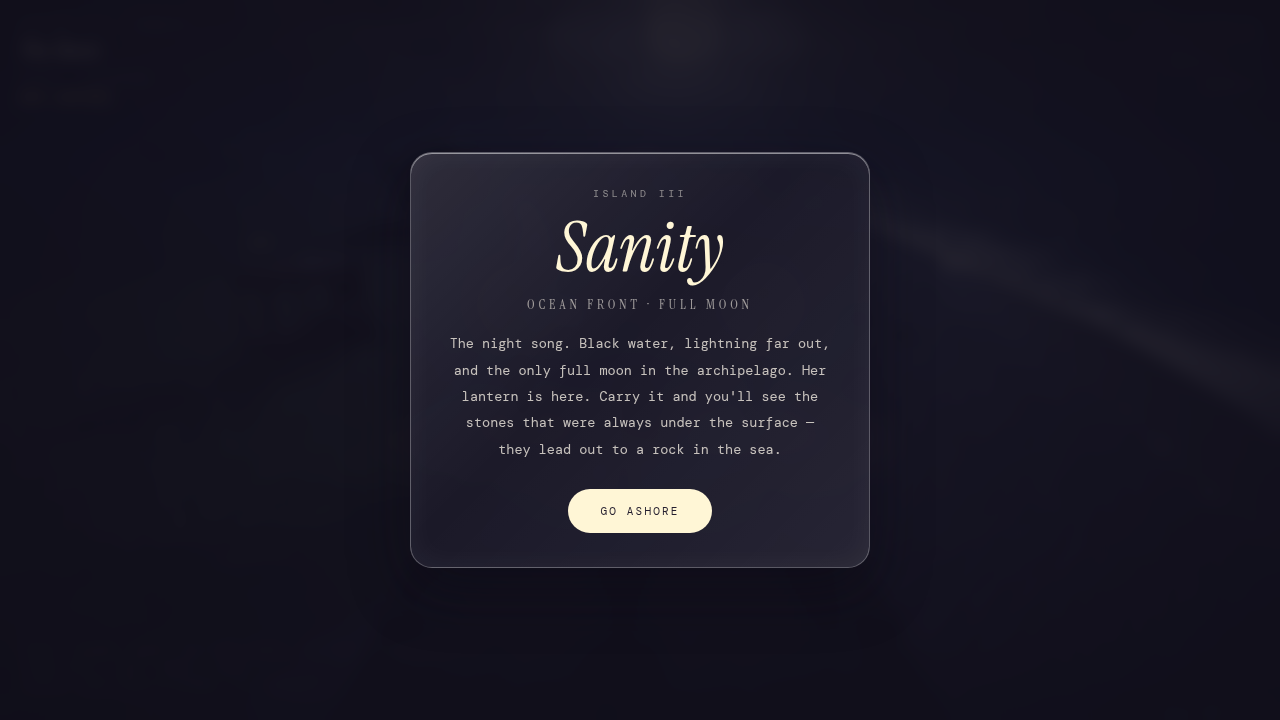 ISLAND III
Sanity
OCEAN FRONT · FULL MOON
The night song. Black water, lightning far out,
and the only full moon in the archipelago. Her
lantern is here. Carry it and you'll see the
stones that were always under the surface —
they lead out to a rock in the sea.
GO ASHORE